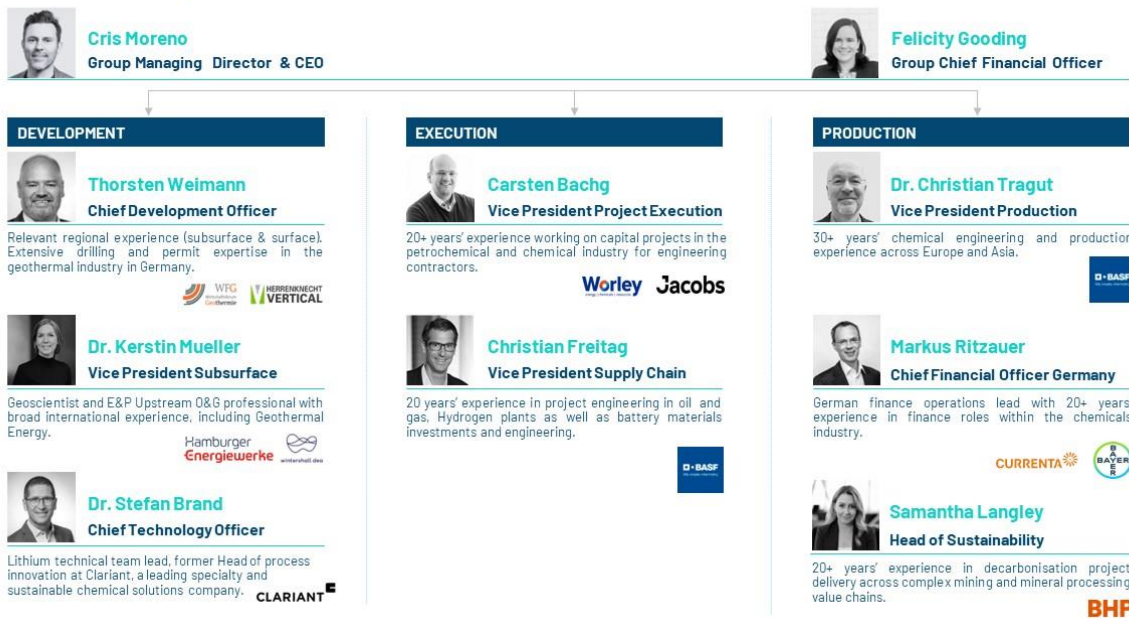 Cris Moreno
Group Managing Director & CEO
Felicity Gooding
Group Chief Financial Officer
DEVELOPMENT
Thorsten Weimann
Chief Development Officer
Relevant regional experience (subsurface & surface).
Extensive drilling and permit expertise in the
geothermal industry in Germany.
WFG
Geothermie
HERRENKNECHT
VERTICAL
Dr. Kerstin Mueller
Vice President Subsurface
Geoscientist and E&P Upstream O&G professional with
broad international experience, including Geothermal
Energy.
Hamburger
Energiewerke
wintershall dea
Dr. Stefan Brand
Chief Technology Officer
Lithium technical team lead, former Head of process
innovation at Clariant, a leading specialty and
sustainable chemical solutions company.
CLARIANT
EXECUTION
Carsten Bachg
Vice President Project Execution
20+ years' experience working on capital projects in the
petrochemical and chemical industry for engineering
contractors.
Worley
energy | chemicals | resources
Jacobs
Christian Freitag
Vice President Supply Chain
20 years' experience in project engineering in oil and
gas, Hydrogen plants as well as battery materials
investments and engineering.
BASF
PRODUCTION
Dr. Christian Tragut
Vice President Production
30+ years' chemical engineering and production
experience across Europe and Asia.
BASF
Markus Ritzauer
Chief Financial Officer Germany
German finance operations lead with 20+ years
experience in finance roles within the chemicals
industry.
CURRENTA
BAYER
Samantha Langley
Head of Sustainability
20+ years' experience in decarbonisation project
delivery across complex mining and mineral processing
value chains.
BHP